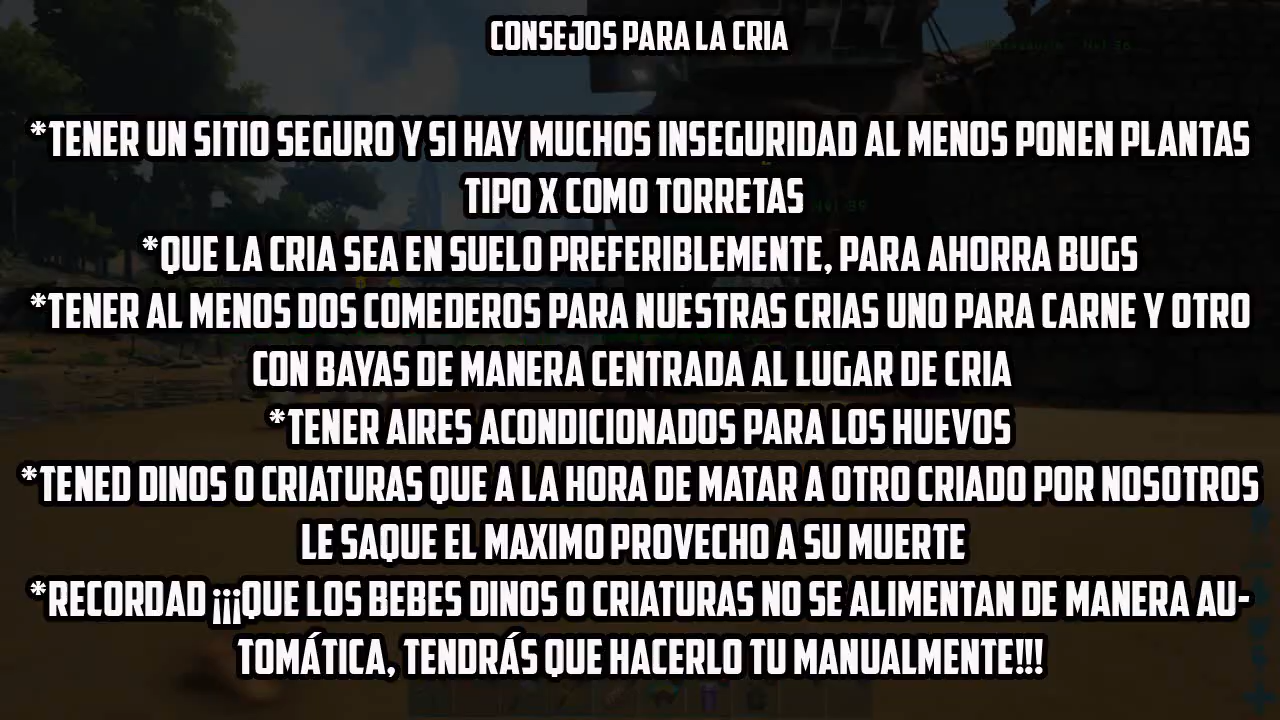 CONSEJOS PARA LA CRIA
*TENER UN SITIO SEGURO Y SI HAY MUCHOS INSEGURIDAD AL MENOS PONEN PLANTAS
TIPO X COMO TORRETAS
*QUE LA CRIA SEA EN SUELO PREFERIBLEMENTE, PARA AHORRA BUGS
*TENER AL MENOS DOS COMEDEROS PARA NUESTRAS CRIAS UNO PARA CARNE Y OTRO
CON BAYAS DE MANERA CENTRADA AL LUGAR DE CRIA
*TENER AIRES ACONDICIONADOS PARA LOS HUEVOS
*TENED DINOS O CRIATURAS QUE A LA HORA DE MATAR A OTRO CRIADO POR NOSOTROS
LE SAQUE EL MAXIMO PROVECHO A SU MUERTE
*RECORDAD ¡¡¡QUE LOS BEBES DINOS O CRIATURAS NO SE ALIMENTAN DE MANERA AU-
TOMÁTICA, TENDRÁS QUE HACERLO TU MANUALMENTE!!!